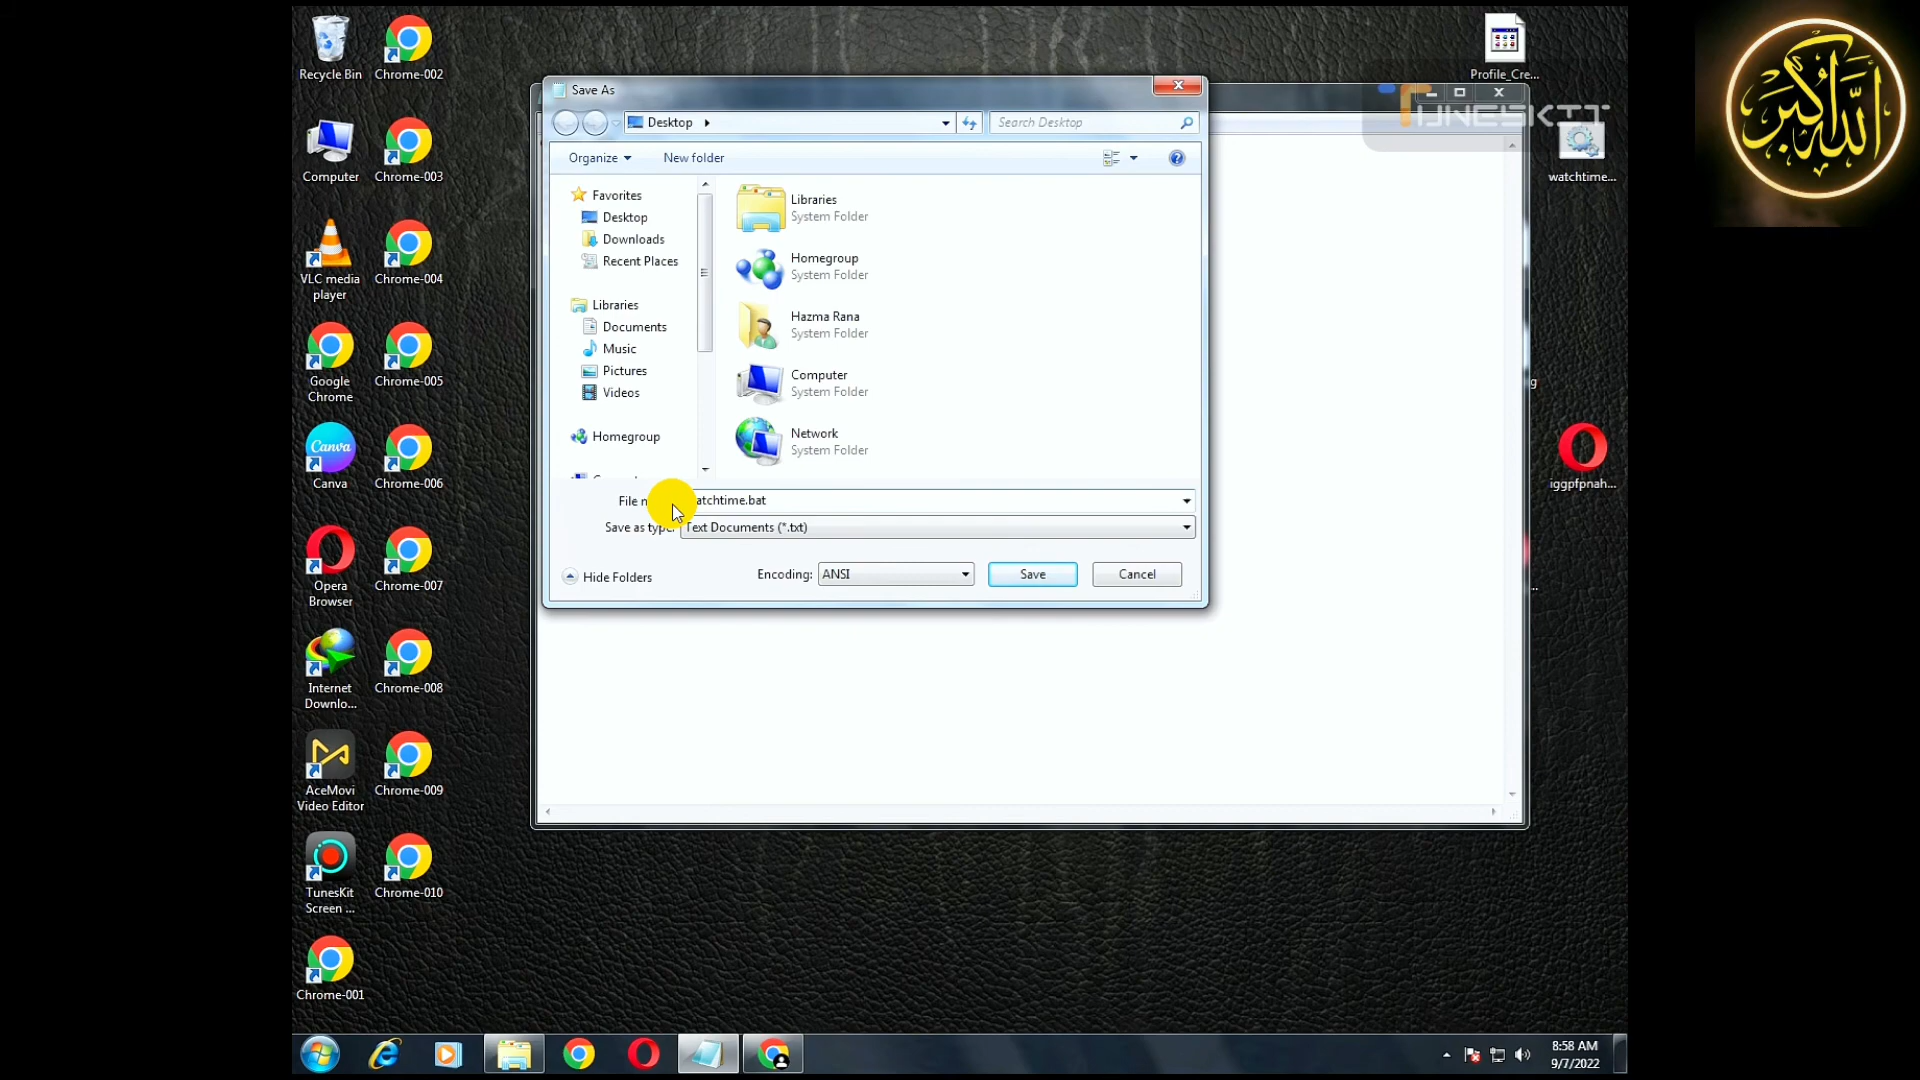 Recycle Bin
Chrome-002
Computer
Chrome-003
VLC media
player
Chrome-004
Google
Chrome
Chrome-005
Canva
Canva
Chrome-006
Opera
Browser
Chrome-007
Internet
Downlo...
Chrome-008
AceMovi
Video Editor
Chrome-009
TunesKit
Screen ...
Chrome-010
Chrome-001
Save As
Desktop
Search Desktop
Organize
New folder
Favorites
Desktop
Downloads
Recent Places
Libraries
Documents
Music
Pictures
Videos
Homegroup
Libraries
System Folder
Homegroup
System Folder
Hazma Rana
System Folder
Computer
System Folder
Network
System Folder
File n
atchtime.bat
Save as type:
Text Documents (*.txt)
Hide Folders
Encoding:
ANSI
Save
Cancel
Profile_Cre...
TUNESKIT
watchtime...
iggpfpnah...
الله أكبر
8:58 AM
9/7/2022